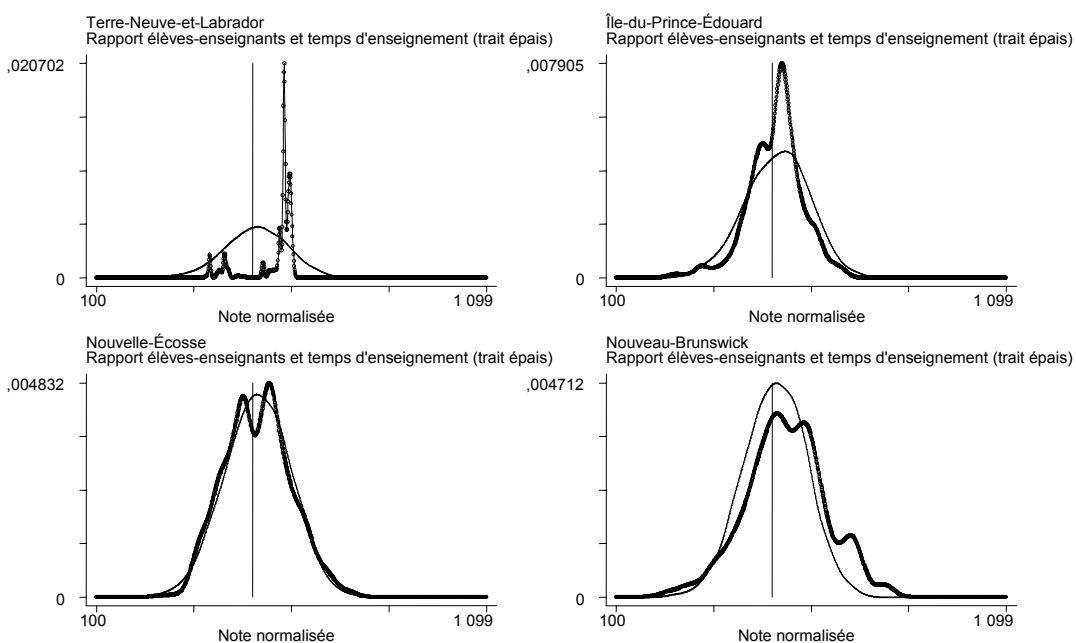 Terre-Neuve-et-Labrador
Rapport élèves-enseignants et temps d'enseignement (trait épais)
,020702
0
100
1 099
Note normalisée
Île-du-Prince-Édouard
Rapport élèves-enseignants et temps d'enseignement (trait épais)
,007905
0
100
1 099
Note normalisée
Nouvelle-Écosse
Rapport élèves-enseignants et temps d'enseignement (trait épais)
,004832
0
100
1 099
Note normalisée
Nouveau-Brunswick
Rapport élèves-enseignants et temps d'enseignement (trait épais)
,004712
0
100
1 099
Note normalisée